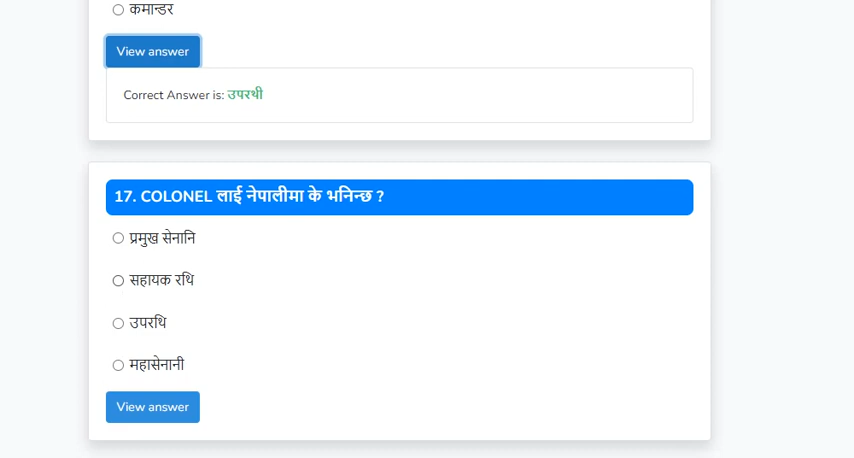 कमान्डर
View answer
Correct Answer is: उपरथी
17. COLONEL लाई नेपालीमा के भनिन्छ ?
प्रमुख सेनानि
सहायक रथि
उपरथि
महासेनानी
View answer